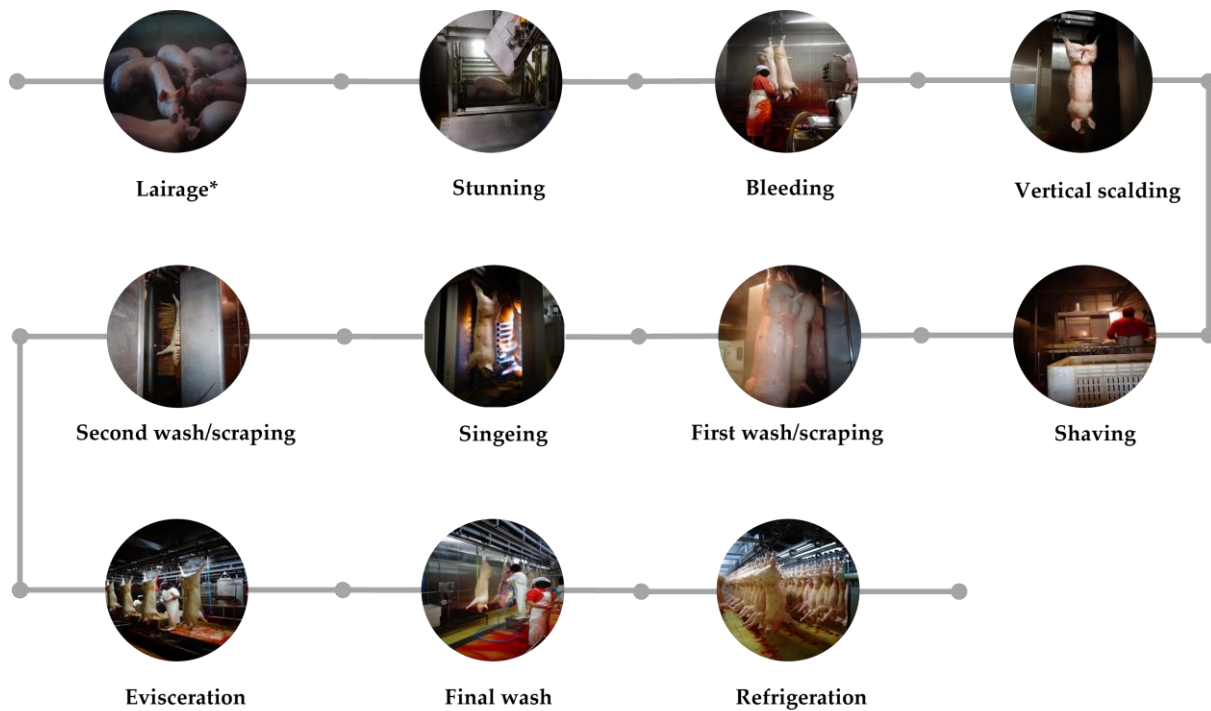 Lairage*
Stunning
Bleeding
Vertical scalding
Second wash/scraping
Singeing
First wash/scraping
Shaving
Evisceration
Final wash
Refrigeration